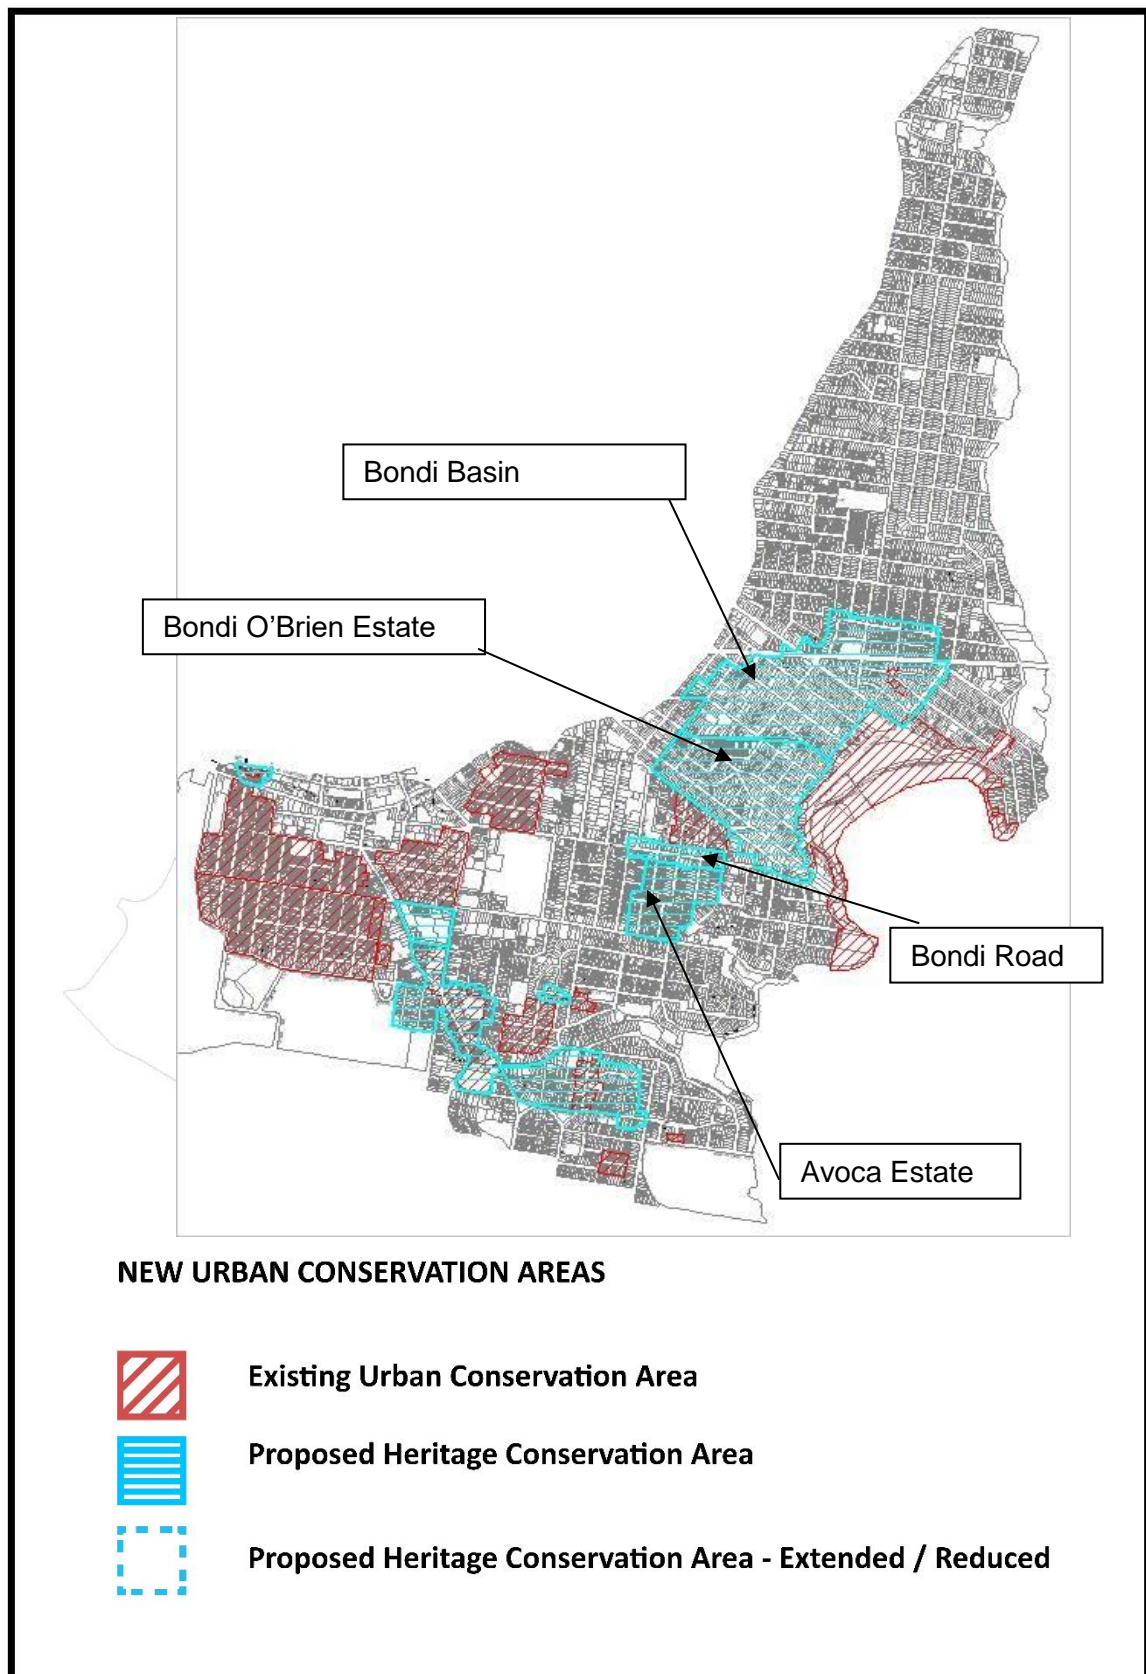 Bondi Basin
Bondi O’Brien Estate
Bondi Road
Avoca Estate
NEW URBAN CONSERVATION AREAS
Existing Urban Conservation Area
Proposed Heritage Conservation Area
Proposed Heritage Conservation Area - Extended / Reduced